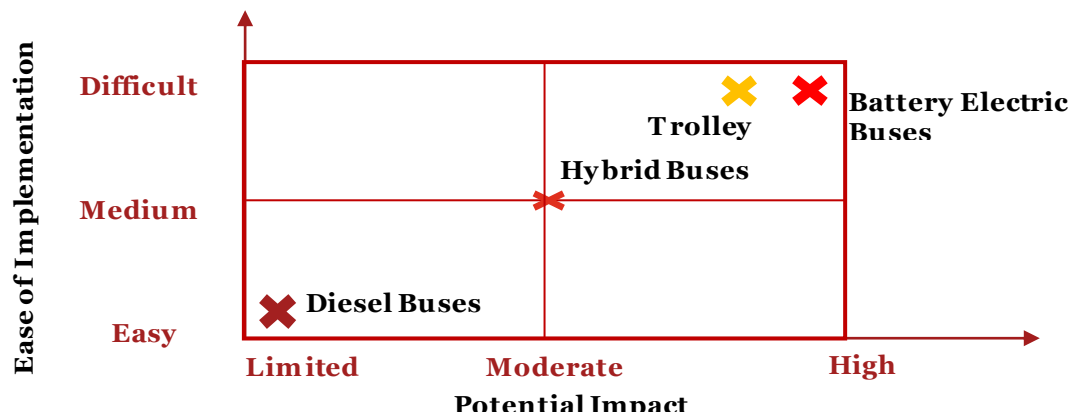 Ease of Implementation
Difficult
Battery Electric
Buses
Trolley
Hybrid Buses
Medium
Diesel Buses
Easy
Limited
Moderate
High
Potential Impact